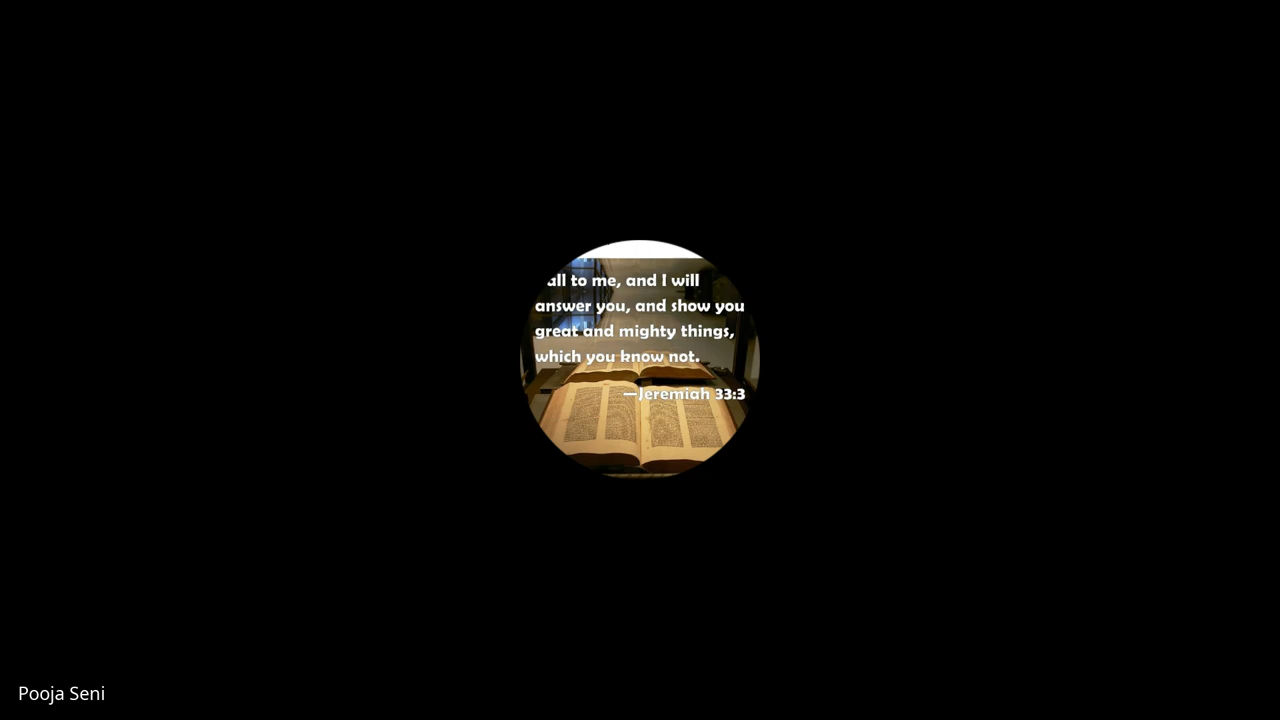 all to me, and I will
answer you, and show you
great and mighty things,
which you know not.
—Jeremiah 33:3
Pooja Seni